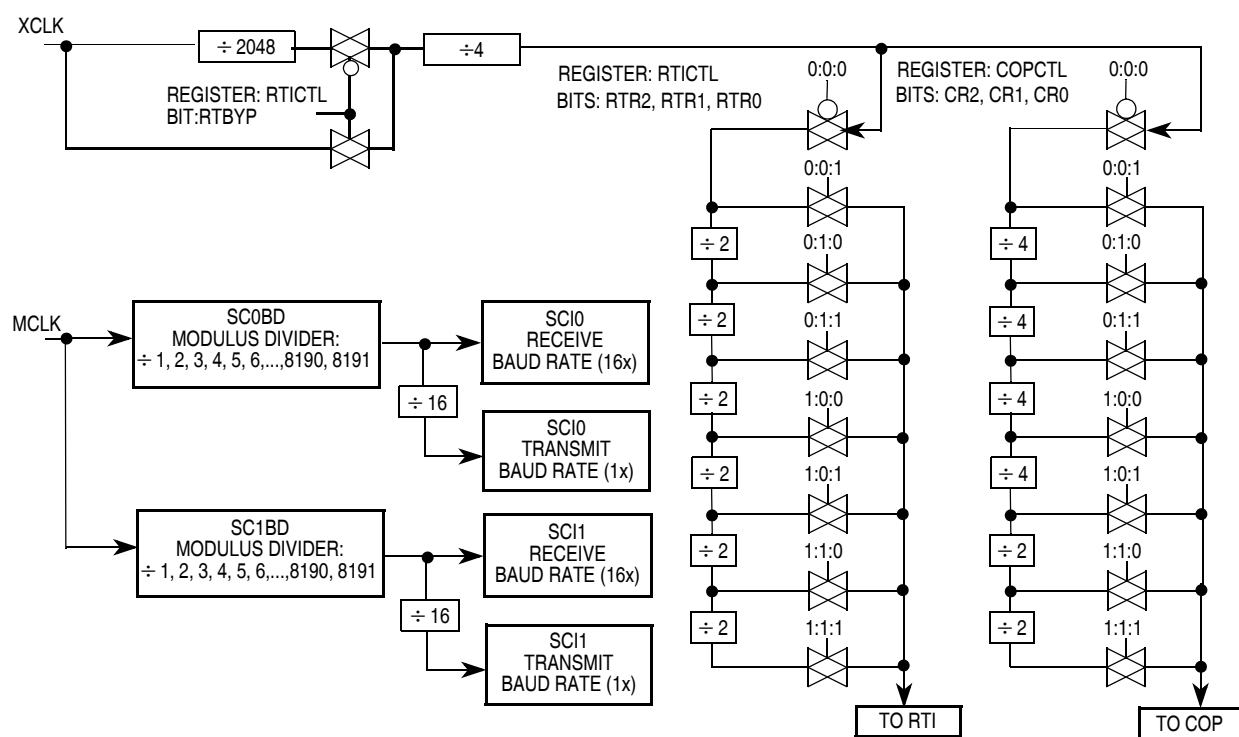 XCLK
÷ 2048
÷4
REGISTER: RTICTL
BIT:RTBYP
REGISTER: RTICTL
BITS: RTR2, RTR1, RTR0
0:0:0
REGISTER: COPCTL
BITS: CR2, CR1, CR0
0:0:0
0:0:1
0:0:1
÷ 2
0:1:0
÷ 4
0:1:0
÷ 2
0:1:1
÷ 4
0:1:1
÷ 2
1:0:0
÷ 4
1:0:0
÷ 2
1:0:1
÷ 4
1:0:1
÷ 2
1:1:0
÷ 2
1:1:0
÷ 2
1:1:1
÷ 2
1:1:1
TO RTI
TO COP
MCLK
SC0BD
MODULUS DIVIDER:
÷ 1, 2, 3, 4, 5, 6,...,8190, 8191
SCI0
RECEIVE
BAUD RATE (16x)
÷ 16
SCI0
TRANSMIT
BAUD RATE (1x)
SC1BD
MODULUS DIVIDER:
÷ 1, 2, 3, 4, 5, 6,...,8190, 8191
SCI1
RECEIVE
BAUD RATE (16x)
÷ 16
SCI1
TRANSMIT
BAUD RATE (1x)